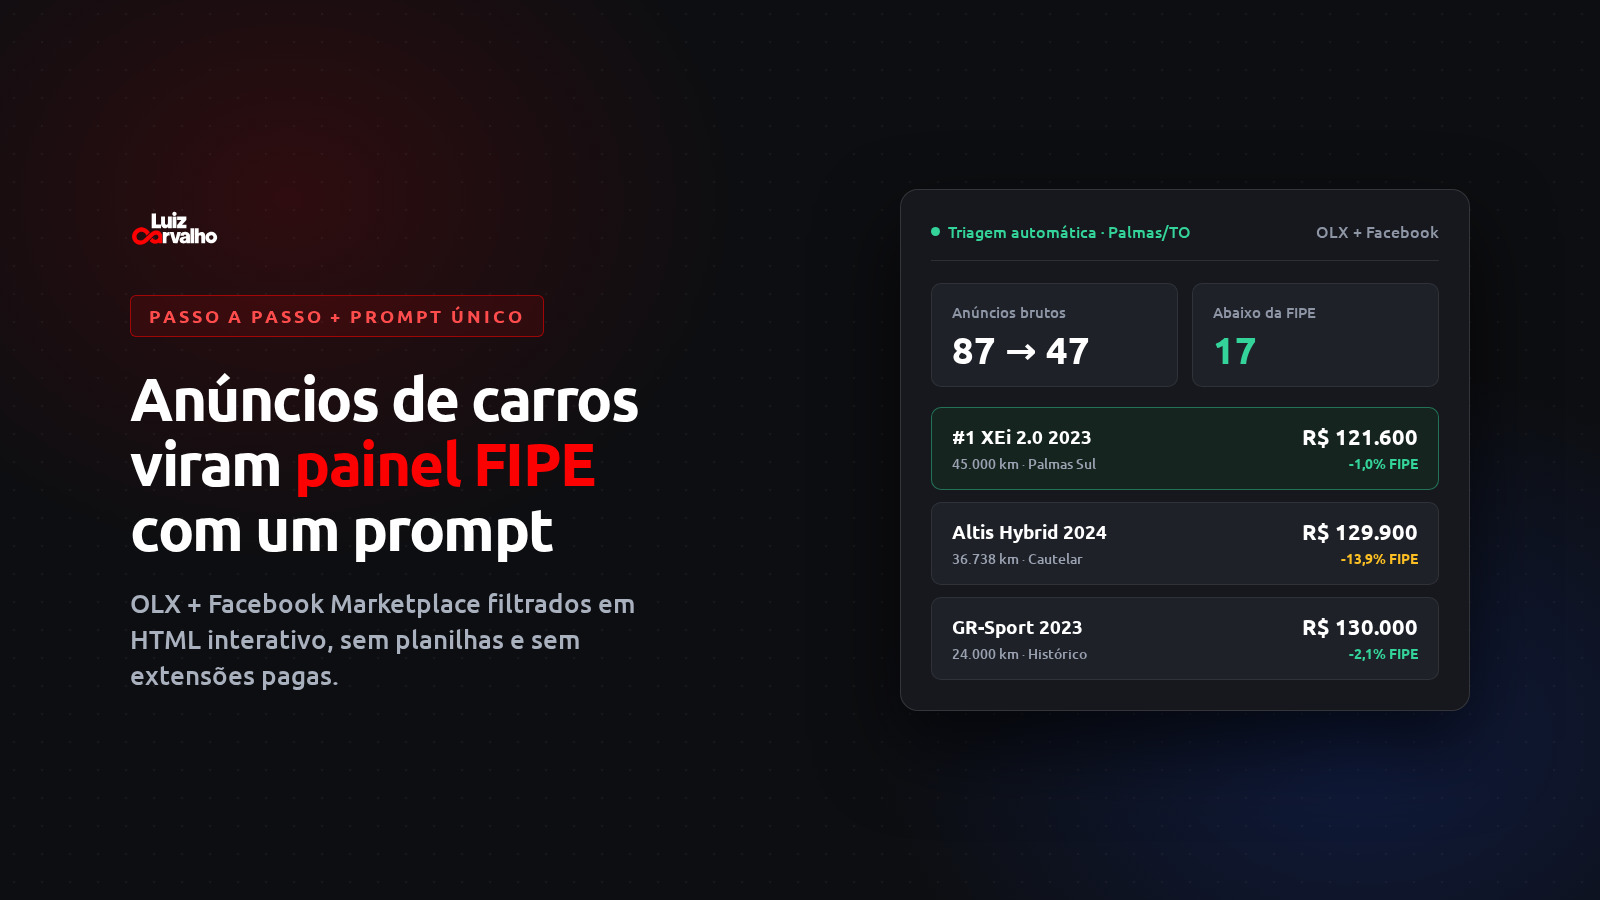 Luiz
Carvalho
PASSO A PASSO + PROMPT ÚNICO
Anúncios de carros
viram painel FIPE
com um prompt
OLX + Facebook Marketplace filtrados em
HTML interativo, sem planilhas e sem
extensões pagas.
Triagem automática · Palmas/TO
OLX + Facebook
Anúncios brutos
87 → 47
Abaixo da FIPE
17
#1 XEi 2.0 2023
R$ 121.600
45.000 km · Palmas Sul
-1,0% FIPE
Altis Hybrid 2024
R$ 129.900
36.738 km · Cautelar
-13,9% FIPE
GR-Sport 2023
R$ 130.000
24.000 km · Histórico
-2,1% FIPE